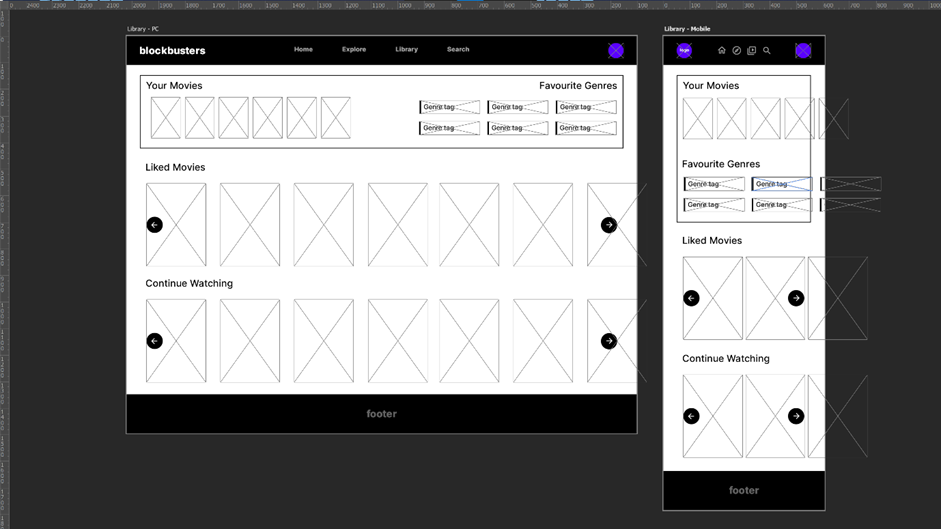 Library - PC
blockbusters
Home
Explore
Library
Search
Your Movies
Favourite Genres
Genre tag
Genre tag
Genre tag
Genre tag
Genre tag
Genre tag
Liked Movies
Continue Watching
footer
Library - Mobile
logo
Your Movies
Favourite Genres
Genre tag
Genre tag
Genre tag
Genre tag
Liked Movies
Continue Watching
footer